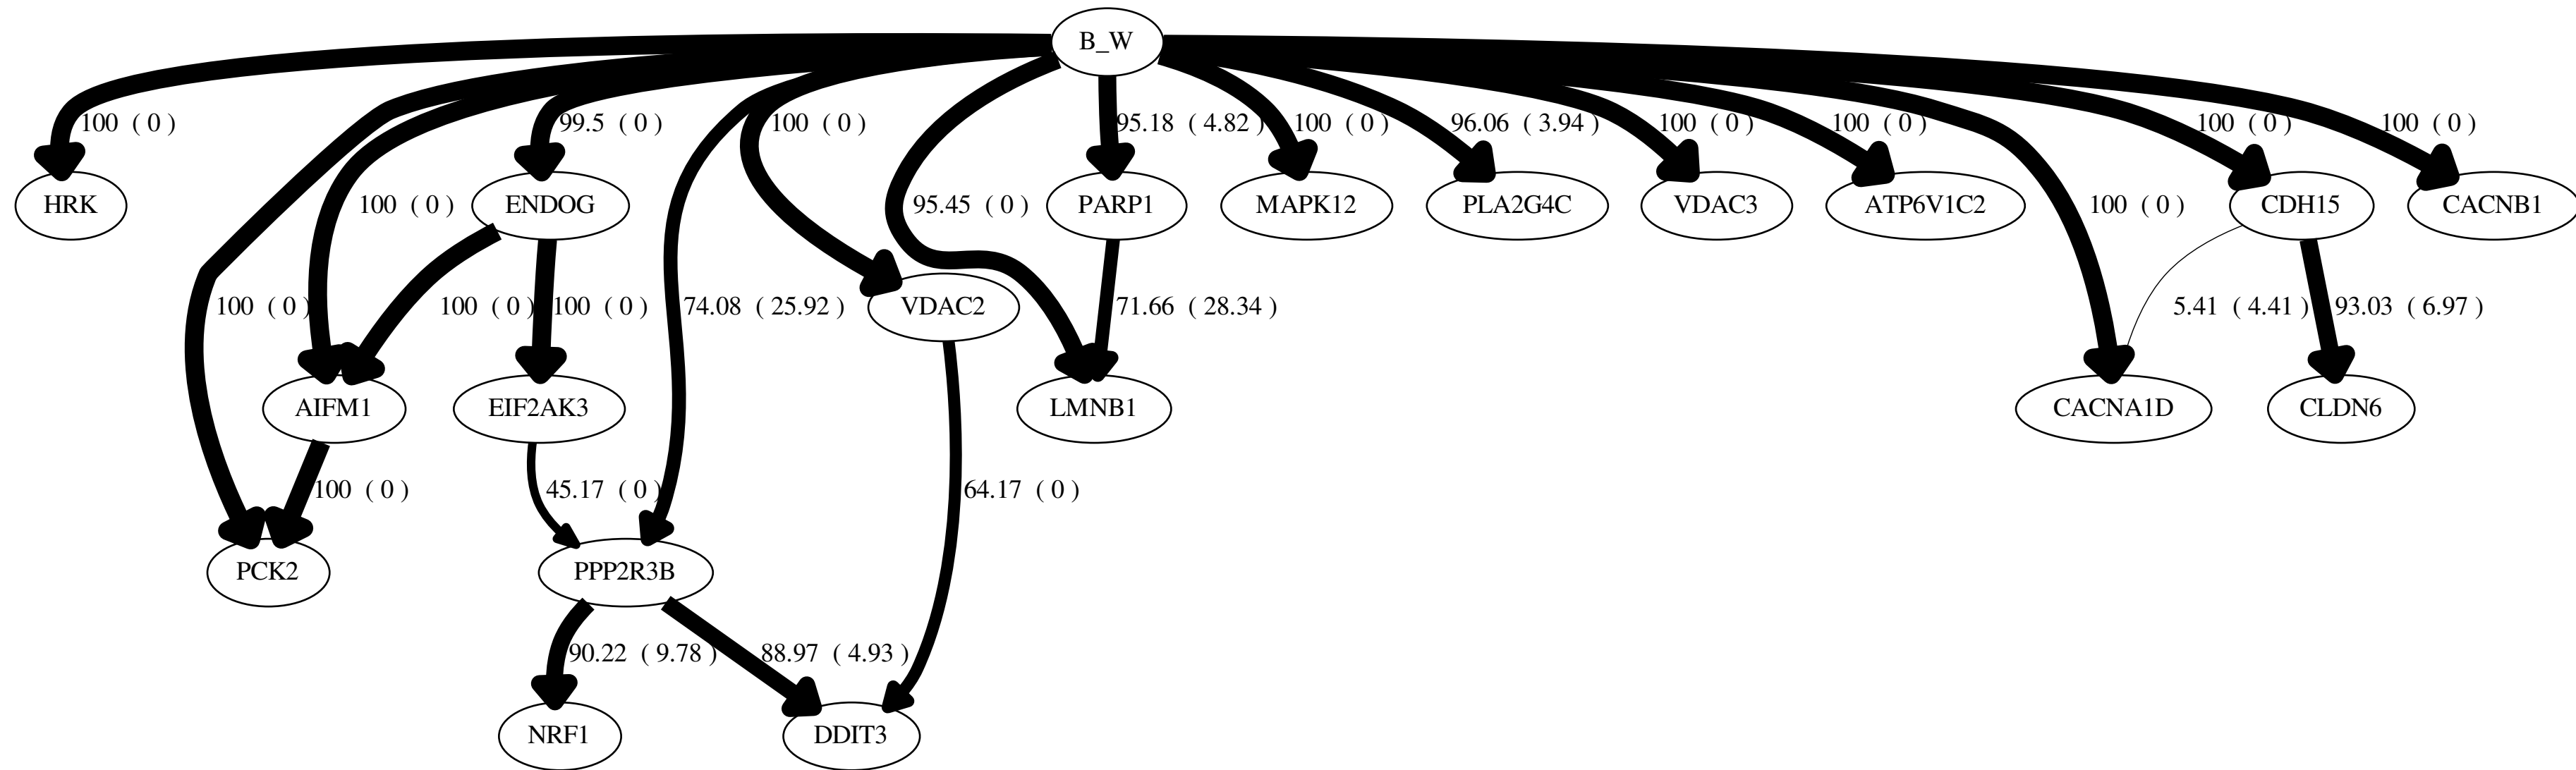 B_W
100 ( 0 )
99.5 ( 0 )
100 ( 0 )
95.18 ( 4.82 )
100 ( 0 )
96.06 ( 3.94 )
100 ( 0 )
100 ( 0 )
100 ( 0 )
100 ( 0 )
HRK
100 ( 0 )
ENDOG
95.45 ( 0 )
PARP1
MAPK12
PLA2G4C
VDAC3
ATP6V1C2
100 ( 0 )
CDH15
CACNB1
100 ( 0 )
100 ( 0 )
100 ( 0 )
74.08 ( 25.92 )
VDAC2
71.66 ( 28.34 )
5.41 ( 4.41 )
93.03 ( 6.97 )
AIFM1
EIF2AK3
LMNB1
CACNA1D
CLDN6
100 ( 0 )
45.17 ( 0 )
64.17 ( 0 )
PCK2
PPP2R3B
90.22 ( 9.78 )
88.97 ( 4.93 )
NRF1
DDIT3